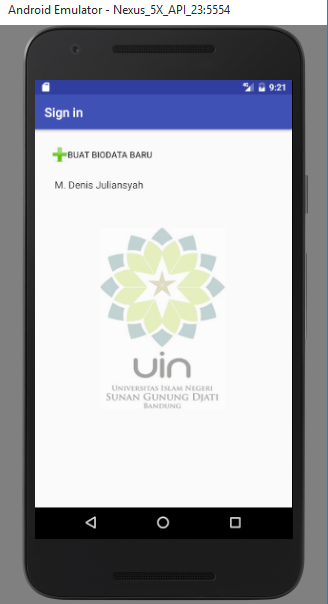 Android Emulator - Nexus_5X_API_23:5554
9:21
Sign in
BUAT BIODATA BARU
M. Denis Juliansyah
uin
UNIVERSITAS ISLAM NEGERI
SUNAN GUNUNG DJATI
BANDUNG